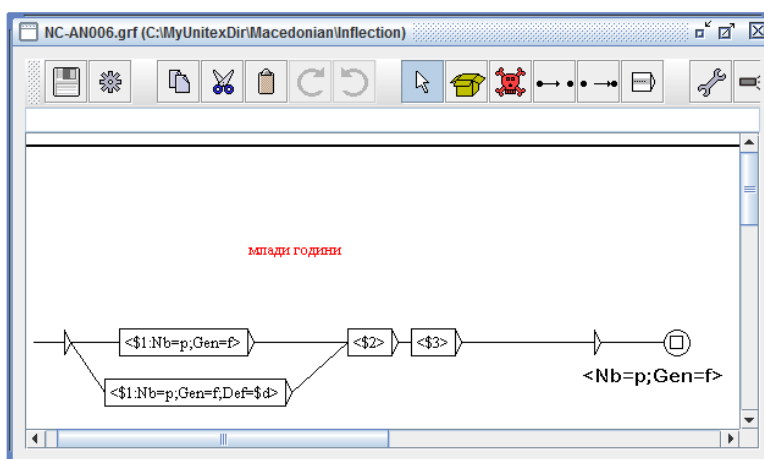 NC-AN006.grf (C:\MyUnitexDir\Macedonian\Inflection)
млади години
<$1:Nb=p;Gen=f>
<$2>
<$3>
<$1:Nb=p;Gen=f;Def=$d>
<Nb=p;Gen=f>